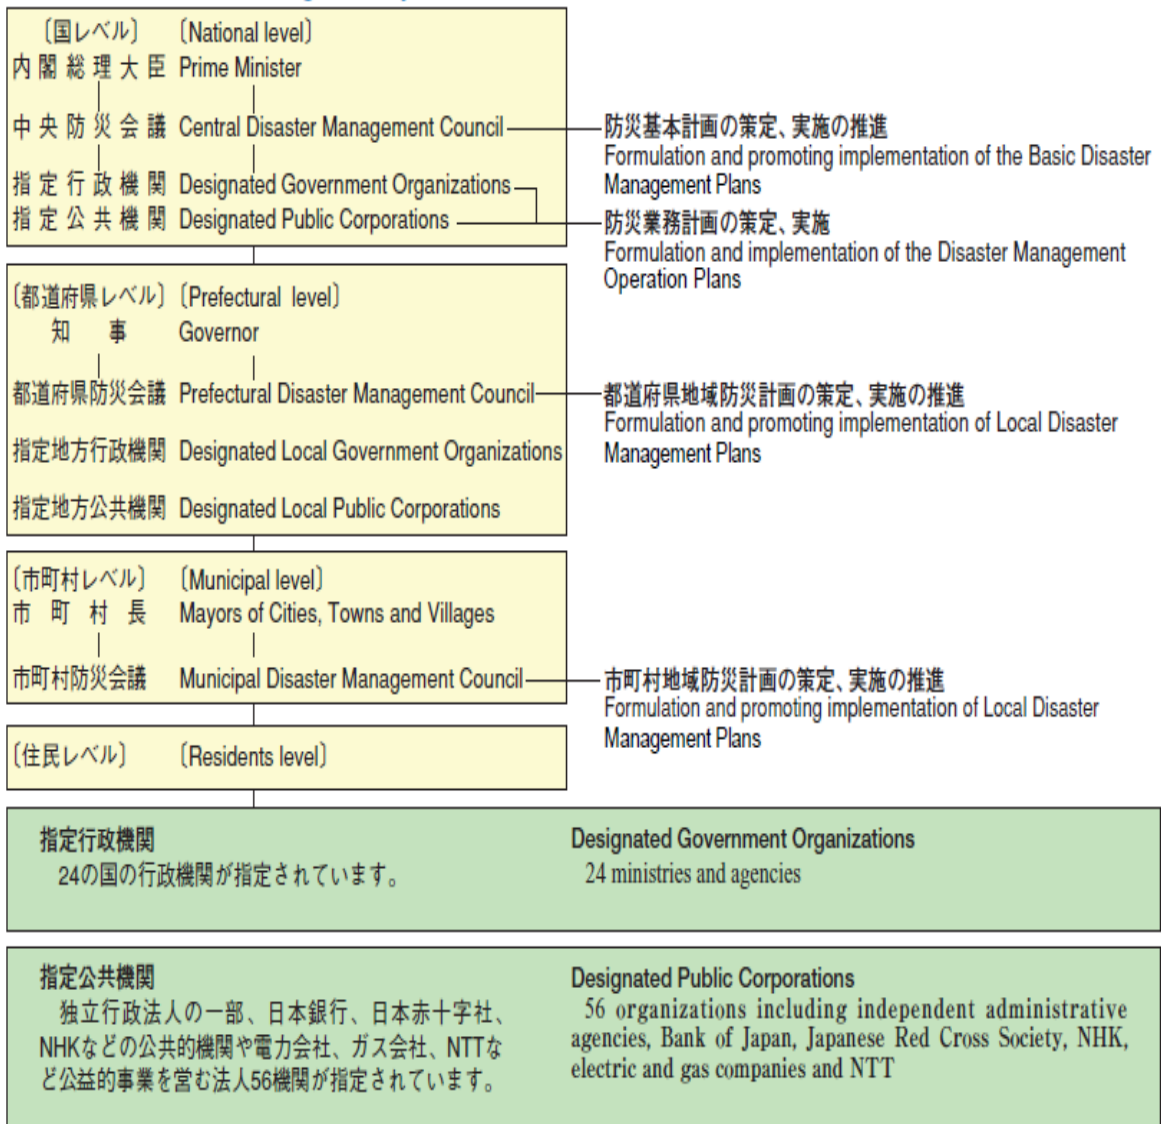 〔国レベル〕 〔National level〕
内閣総理大臣 Prime Minister
中央防災会議 Central Disaster Management Council
防災基本計画の策定、実施の推進
Formulation and promoting implementation of the Basic Disaster
Management Plans
指定行政機関 Designated Government Organizations
指定公共機関 Designated Public Corporations
防災業務計画の策定、実施
Formulation and implementation of the Disaster Management
Operation Plans
〔都道府県レベル〕 〔Prefectural level〕
知事 Governor
都道府県防災会議 Prefectural Disaster Management Council
都道府県地域防災計画の策定、実施の推進
Formulation and promoting implementation of Local Disaster
Management Plans
指定地方行政機関 Designated Local Government Organizations
指定地方公共機関 Designated Local Public Corporations
〔市町村レベル〕 〔Municipal level〕
市町村長 Mayors of Cities, Towns and Villages
市町村防災会議 Municipal Disaster Management Council
市町村地域防災計画の策定、実施の推進
Formulation and promoting implementation of Local Disaster
Management Plans
〔住民レベル〕 〔Residents level〕
指定行政機関
24の国の行政機関が指定されています。
Designated Government Organizations
24 ministries and agencies
指定公共機関
独立行政法人の一部、日本銀行、日本赤十字社、
NHKなどの公共的機関や電力会社、ガス会社、NTTな
ど公益的事業を営む法人56機関が指定されています。
Designated Public Corporations
56 organizations including independent administrative
agencies, Bank of Japan, Japanese Red Cross Society, NHK,
electric and gas companies and NTT